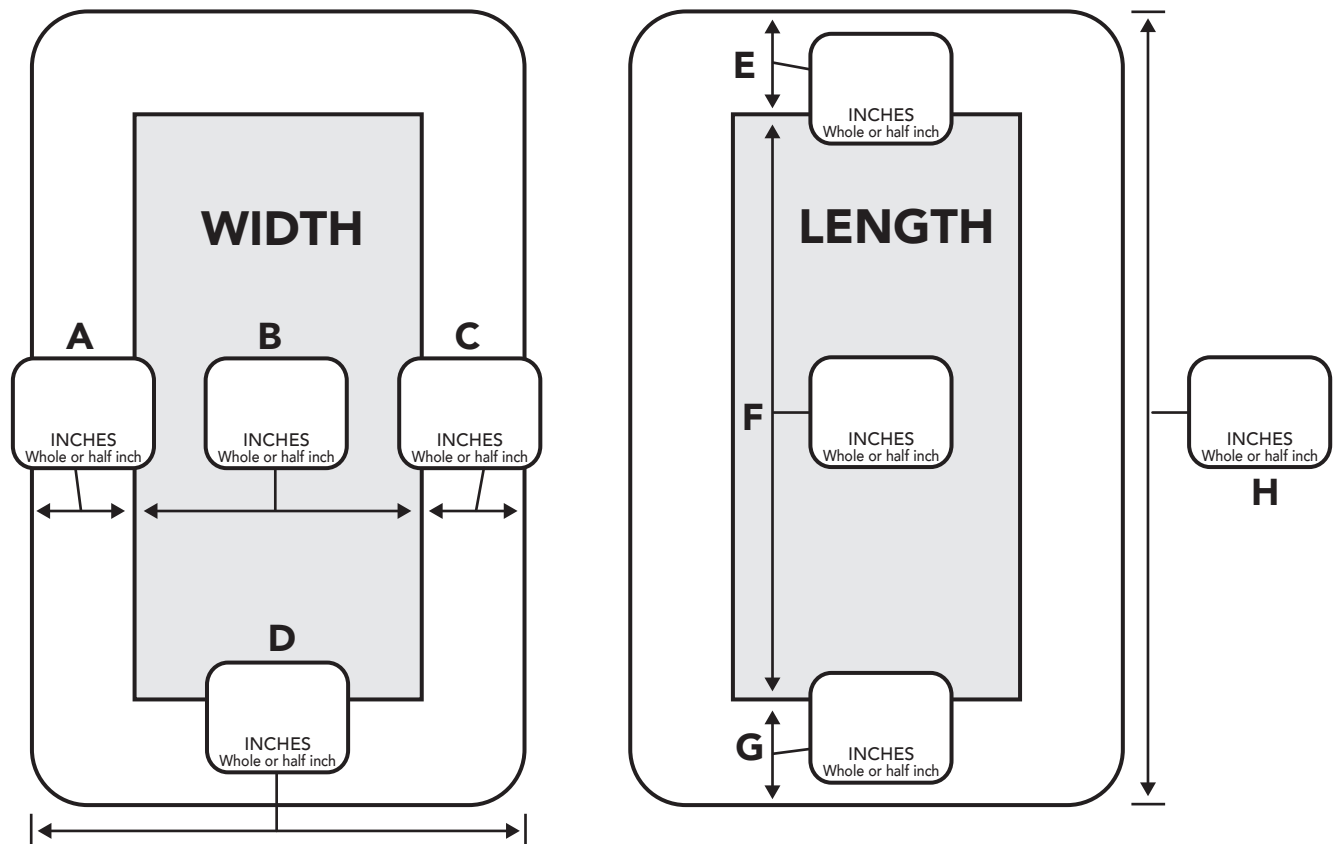 WIDTH
A
B
C
INCHES
Whole or half inch
INCHES
Whole or half inch
INCHES
Whole or half inch
D
INCHES
Whole or half inch
E
INCHES
Whole or half inch
LENGTH
F
INCHES
Whole or half inch
INCHES
Whole or half inch
H
G
INCHES
Whole or half inch